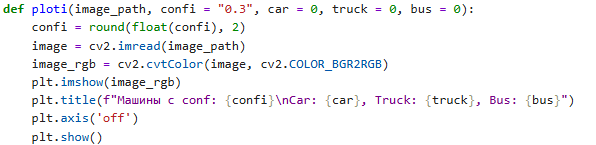 def ploti(image_path, confi = "0.3", car = 0, truck = 0, bus = 0):
    confi = round(float(confi), 2)
    image = cv2.imread(image_path)
    image_rgb = cv2.cvtColor(image, cv2.COLOR_BGR2RGB)
    plt.imshow(image_rgb)
    plt.title(f"Машины с conf: {confi}\nCar: {car}, Truck: {truck}, Bus: {bus}")
    plt.axis('off')
    plt.show()